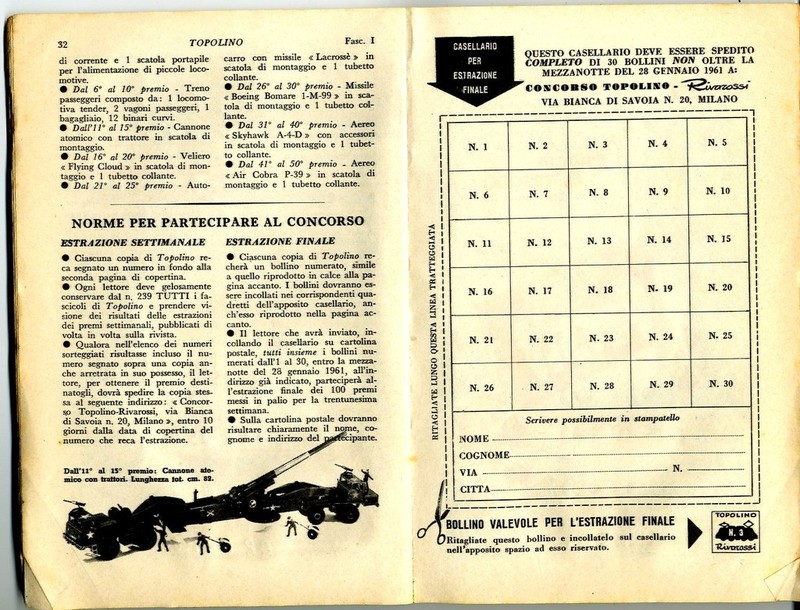 32 TOPOLINO Fasc. I
di corrente e 1 scatola portapile
per l'alimentazione di piccole loco-
motive.
● Dal 6° al 10° premio - Treno
passeggeri composto da: 1 locomo-
tiva tender, 2 vagoni passeggeri, 1
bagagliaio, 12 binari curvi.
● Dall'11° al 15° premio - Cannone
atomico con trattore in scatola di
montaggio.
● Dal 16° al 20° premio - Veliero
« Flying Cloud » in scatola di mon-
taggio e 1 tubetto collante.
● Dal 21° al 25° premio - Auto-
carro con missile « Lacrossè » in
scatola di montaggio e 1 tubetto
collante.
● Dal 26° al 30° premio - Missile
« Boeing Bomare 1-M-99 » in sca-
tola di montaggio e 1 tubetto col-
lante.
● Dal 31° al 40° premio - Aereo
« Skyhawk A-4-D » con accessori
in scatola di montaggio e 1 tubet-
to collante.
● Dal 41° al 50° premio - Aereo
« Air Cobra P-39 » in scatola di
montaggio e 1 tubetto collante.
NORME PER PARTECIPARE AL CONCORSO
ESTRAZIONE SETTIMANALE
● Ciascuna copia di Topolino re-
ca segnato un numero in fondo alla
seconda pagina di copertina.
● Ogni lettore deve gelosamente
conservare dal n. 239 TUTTI i fa-
scicoli di Topolino e prendere vi-
sione dei risultati delle estrazioni
dei premi settimanali, pubblicati di
volta in volta sulla rivista.
● Qualora nell'elenco dei numeri
sorteggiati risultasse incluso il nu-
mero segnato sopra una copia an-
che arretrata in suo possesso, il let-
tore, per ottenere il premio desti-
natogli, dovrà spedire la copia stes-
sa al seguente indirizzo: « Concor-
so Topolino-Rivarossi, via Bianca
di Savoia n. 20, Milano », entro 10
giorni dalla data di copertina del
numero che reca l'estrazione.
ESTRAZIONE FINALE
● Ciascuna copia di Topolino re-
cherà un bollino numerato, simile
a quello riprodotto in calce alla pa-
gina accanto. I bollini dovranno es-
sere incollati nei corrispondenti qua-
dretti dell'apposito casellario, an-
ch'esso riprodotto nella pagina ac-
canto.
● Il lettore che avrà inviato, in-
collando il casellario su cartolina
postale, tutti insieme i bollini nu-
merati dall'1 al 30, entro la mezza-
notte del 28 gennaio 1961, all'in-
dirizzo già indicato, parteciperà al-
l'estrazione finale dei 100 premi
messi in palio per la trentunesima
settimana.
● Sulla cartolina postale dovranno
risultare chiaramente il nome, co-
gnome e indirizzo del partecipante.
Dall'11° al 15° premio: Cannone ato-
mico con trattori. Lunghezza tot. cm. 82.
CASELLARIO
PER
ESTRAZIONE
FINALE
QUESTO CASELLARIO DEVE ESSERE SPEDITO
COMPLETO DI 30 BOLLINI NON OLTRE LA
MEZZANOTTE DEL 28 GENNAIO 1961 A:
CONCORSO TOPOLINO - Rivarossi
VIA BIANCA DI SAVOIA N. 20, MILANO
RITAGLIATE LUNGO QUESTA LINEA TRATTEGGIATA
N. 1 N. 2 N. 3 N. 4 N. 5
N. 6 N. 7 N. 8 N. 9 N. 10
N. 11 N. 12 N. 13 N. 14 N. 15
N. 16 N. 17 N. 18 N. 19 N. 20
N. 21 N. 22 N. 23 N. 24 N. 25
N. 26 N. 27 N. 28 N. 29 N. 30
Scrivere possibilmente in stampatello
NOME
COGNOME
VIA N.
CITTA
BOLLINO VALEVOLE PER L'ESTRAZIONE FINALE
Ritagliate questo bollino e incollatelo sul casellario
nell'apposito spazio ad esso riservato.
TOPOLINO
N. 3
Rivarossi